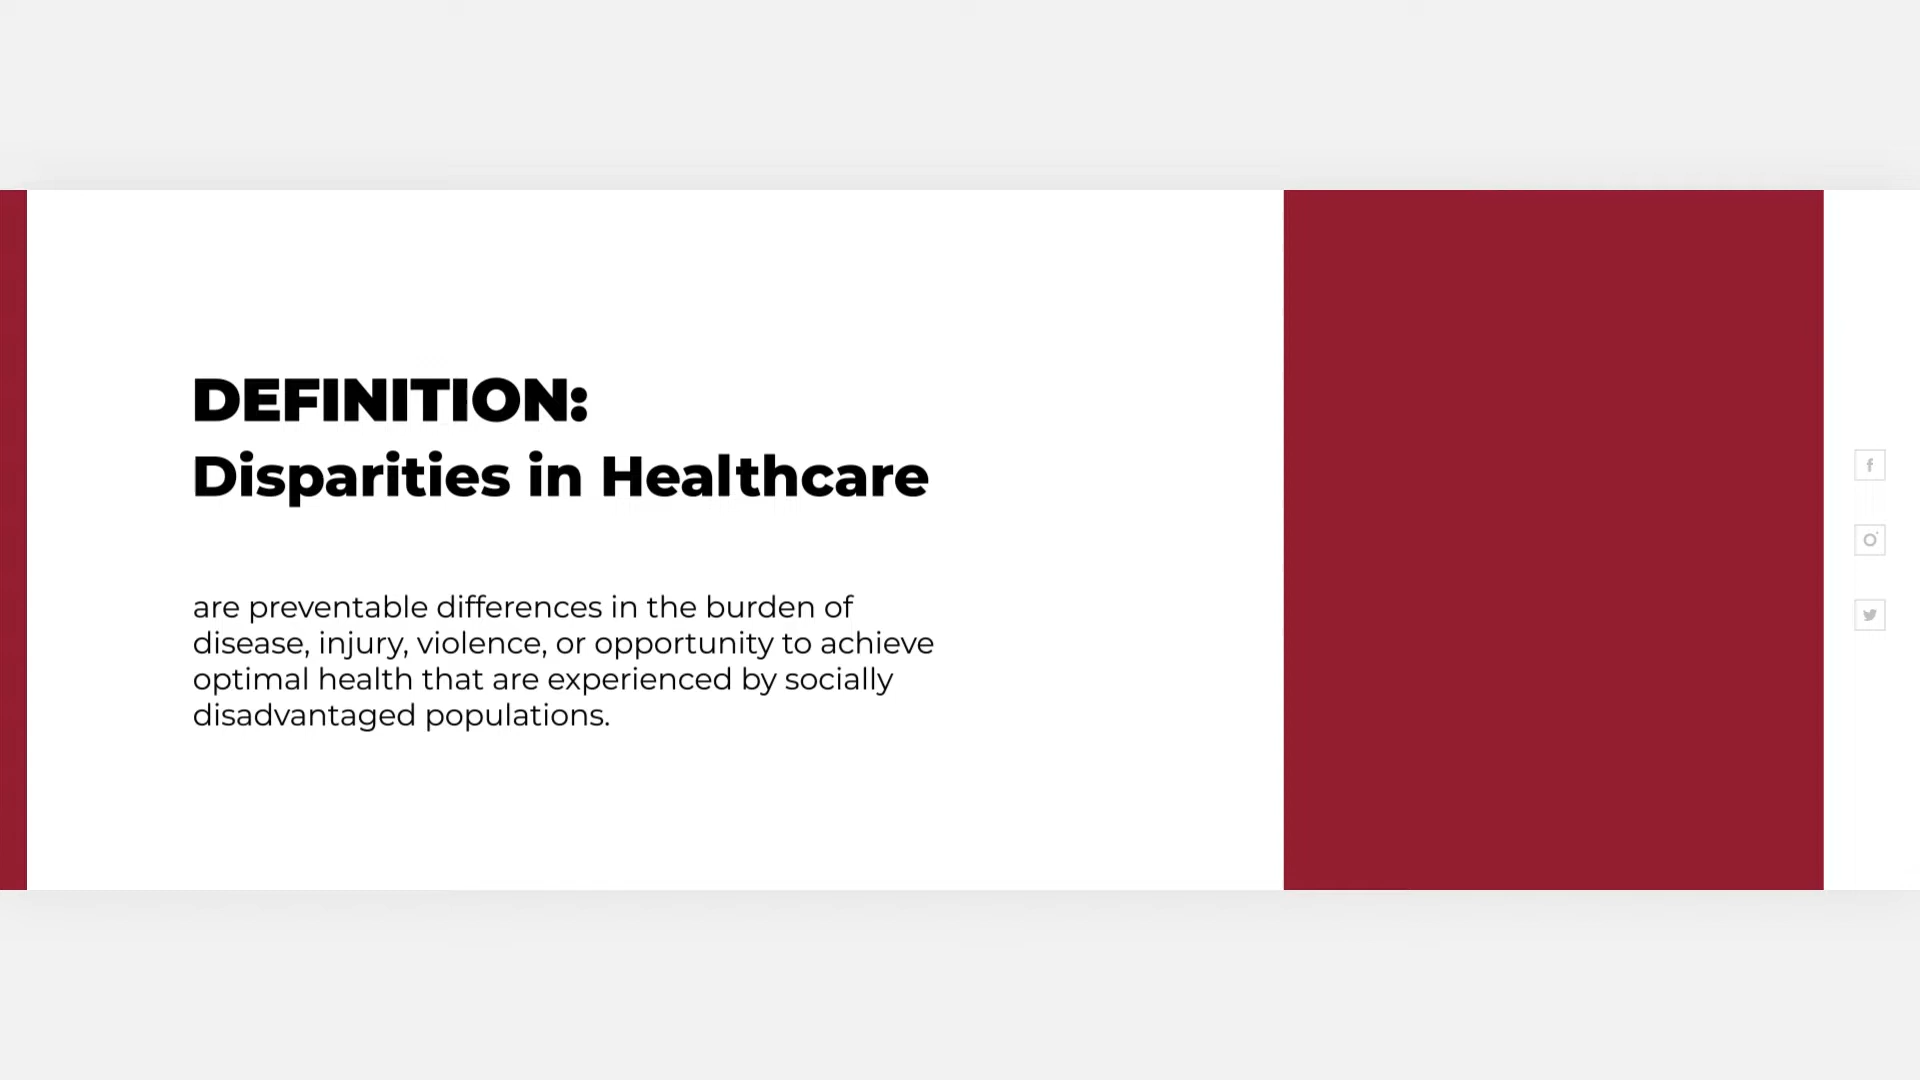 DEFINITION:
Disparities in Healthcare
are preventable differences in the burden of
disease, injury, violence, or opportunity to achieve
optimal health that are experienced by socially
disadvantaged populations.